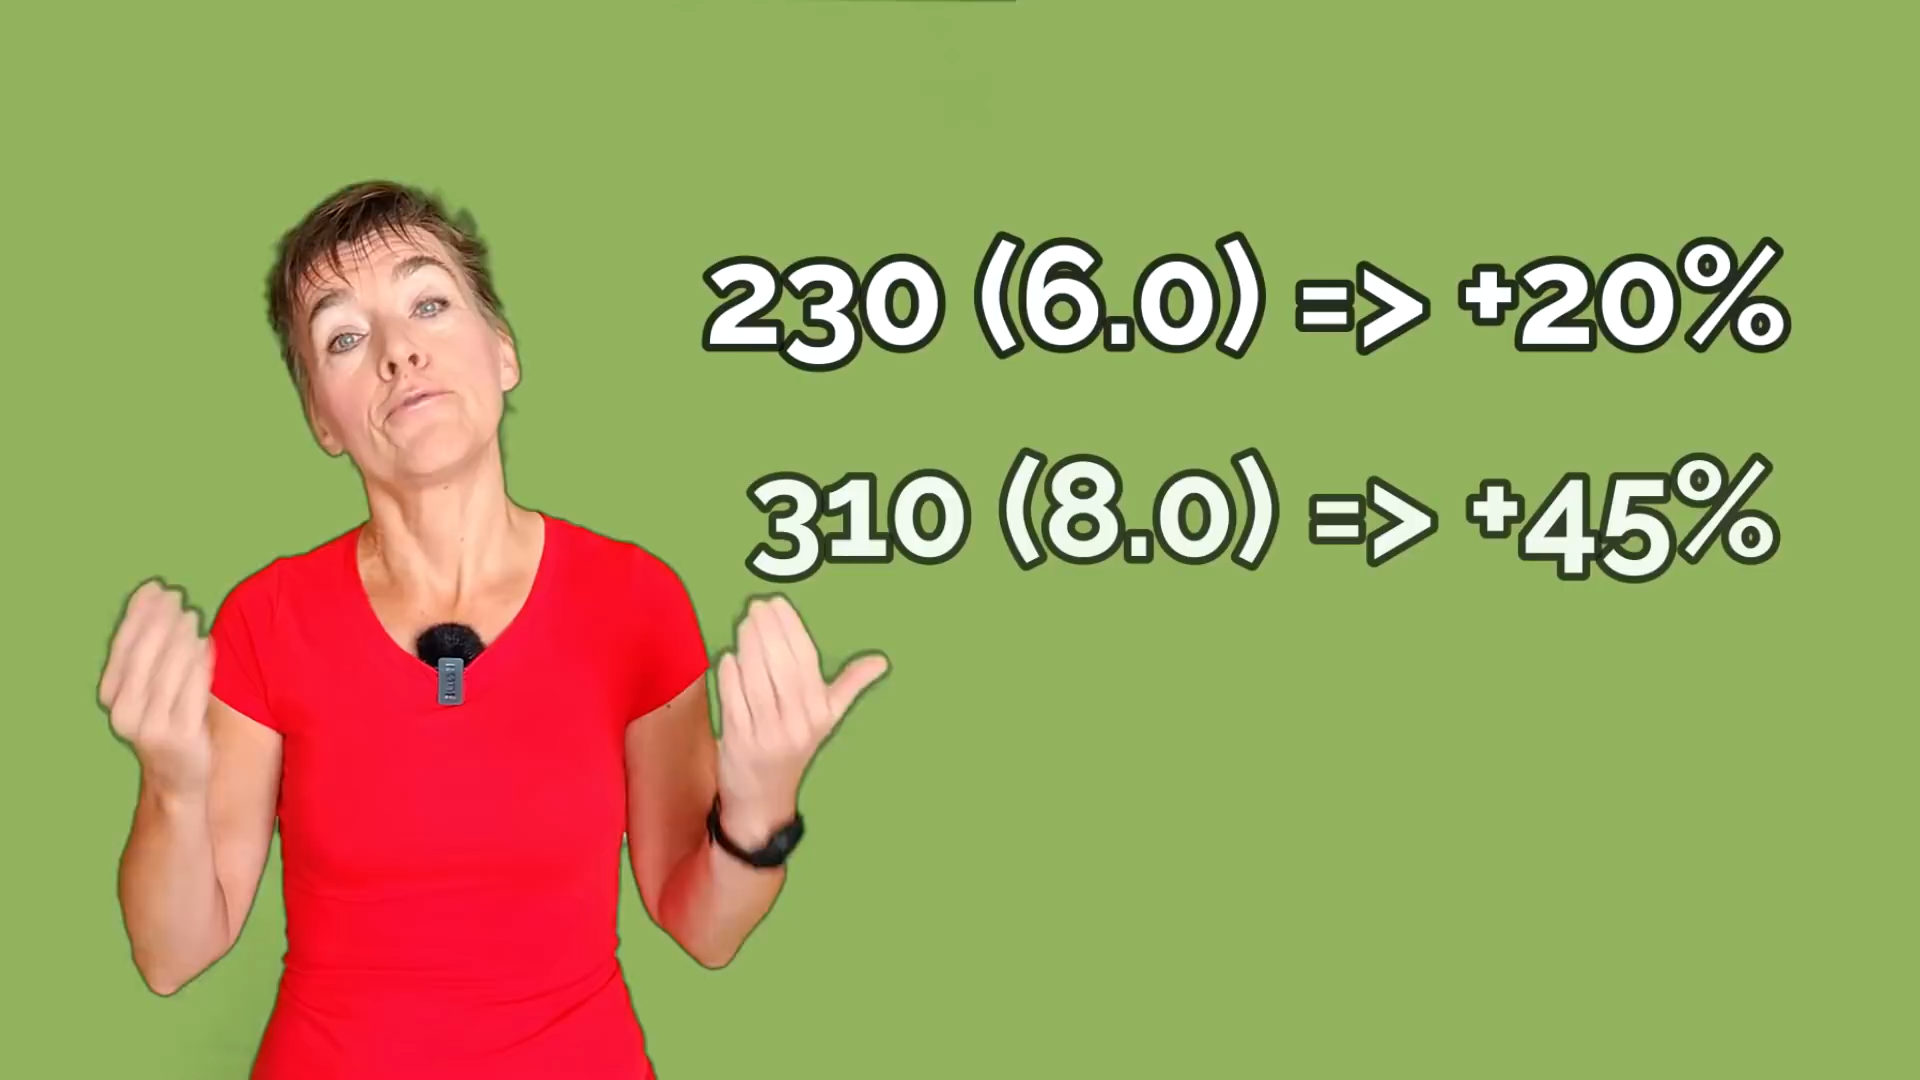 230 (6.0) => +20%
310 (8.0) => +45%